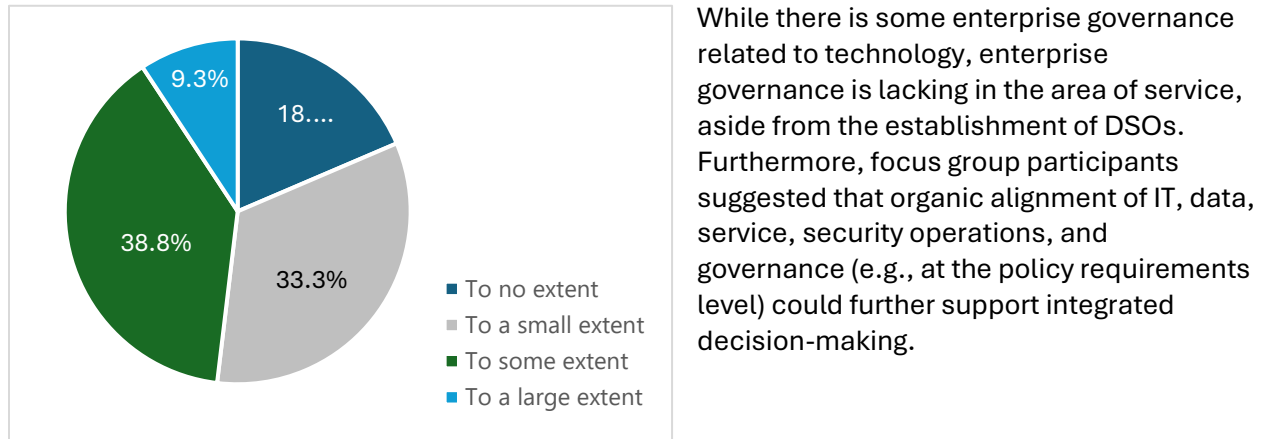 9.3%
18....
38.8%
33.3%
To no extent
To a small extent
To some extent
To a large extent
While there is some enterprise governance
related to technology, enterprise
governance is lacking in the area of service,
aside from the establishment of DSOs.
Furthermore, focus group participants
suggested that organic alignment of IT, data,
service, security operations, and
governance (e.g., at the policy requirements
level) could further support integrated
decision-making.